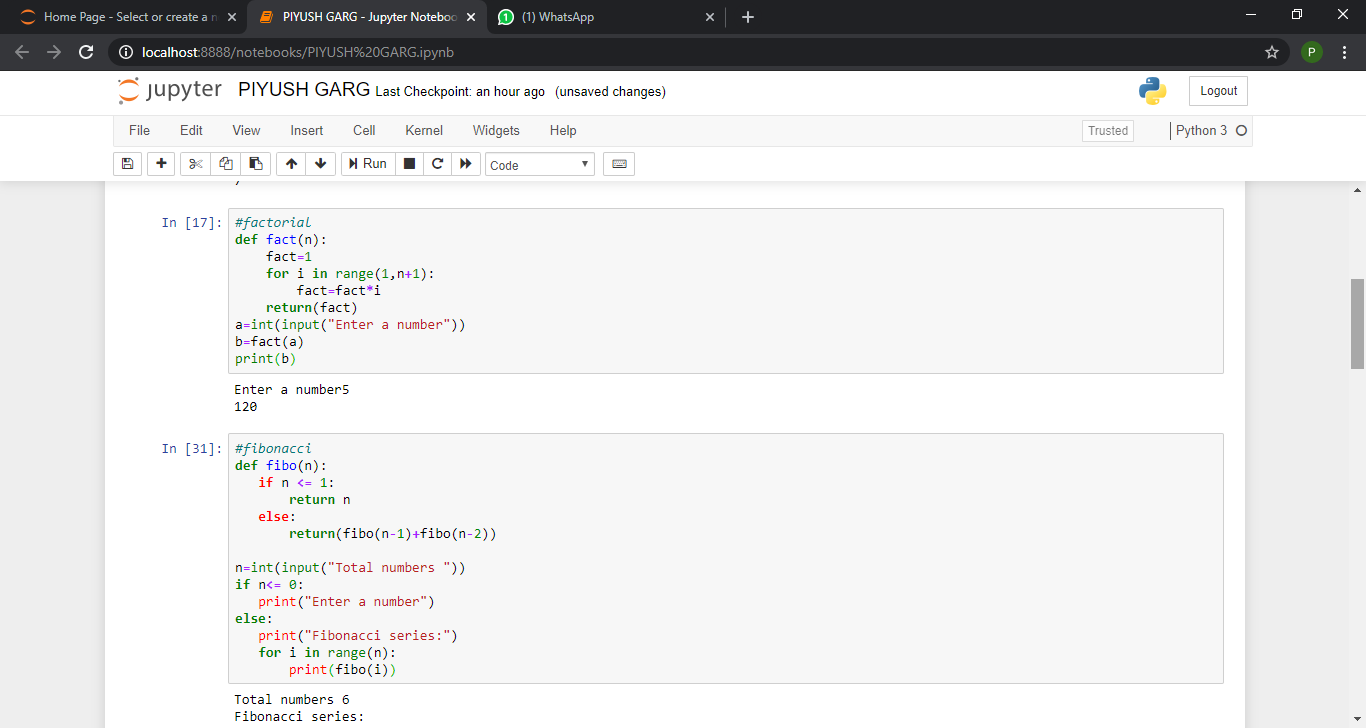 Home Page - Select or create a n
PIYUSH GARG - Jupyter Noteboo
(1) WhatsApp
localhost:8888/notebooks/PIYUSH%20GARG.ipynb
P
jupyter PIYUSH GARG Last Checkpoint: an hour ago (unsaved changes)
Logout
File Edit View Insert Cell Kernel Widgets Help
Trusted
Python 3
Run
Code
In [17]:
#factorial
def fact(n):
    fact=1
    for i in range(1,n+1):
        fact=fact*i
    return(fact)
a=int(input("Enter a number"))
b=fact(a)
print(b)
Enter a number5
120
In [31]:
#fibonacci
def fibo(n):
   if n <= 1:
       return n
   else:
       return(fibo(n-1)+fibo(n-2))
n=int(input("Total numbers "))
if n<= 0:
   print("Enter a number")
else:
   print("Fibonacci series:")
   for i in range(n):
       print(fibo(i))
Total numbers 6
Fibonacci series: